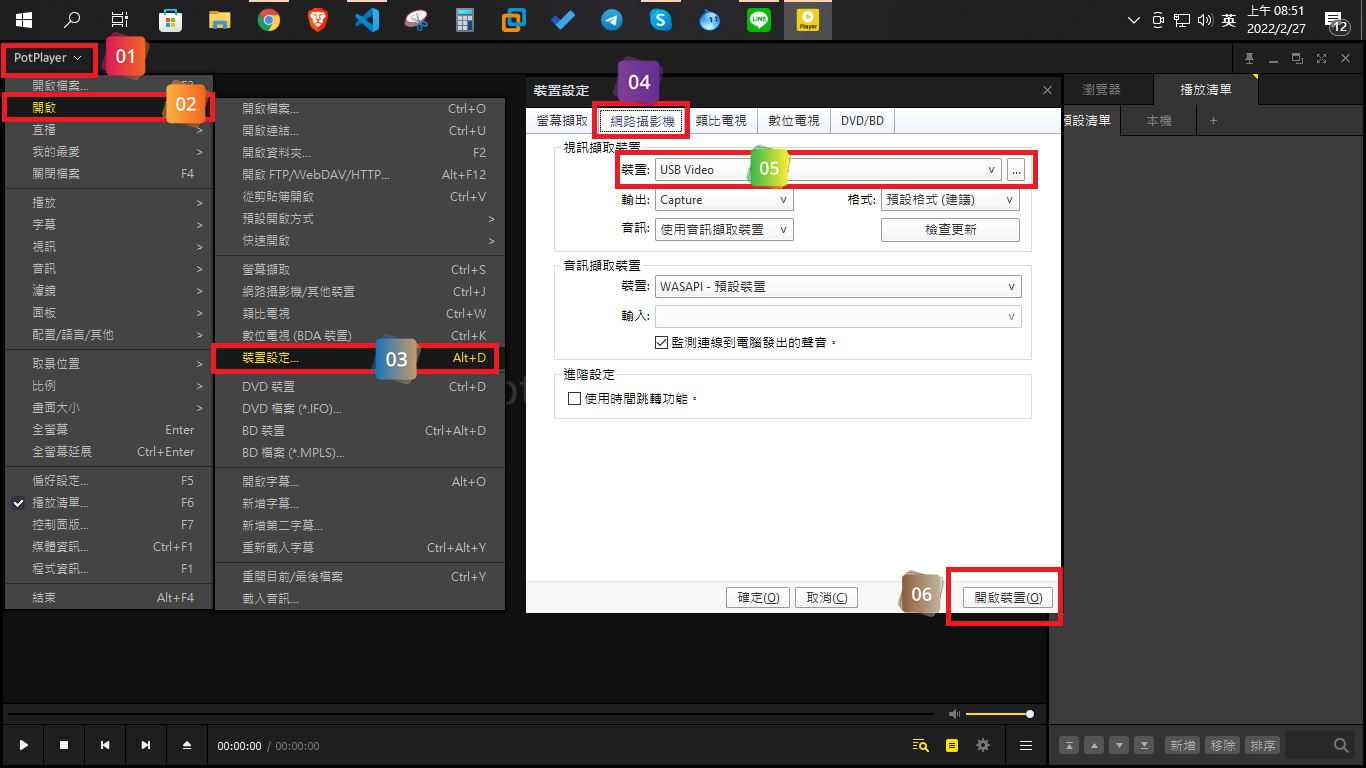 上午 08:51
英
2022/2/27
12
Player
LINE
S
PotPlayer
01
開啟檔案... F3
開啟
02
直播 >
我的最愛 >
關閉檔案 F4
播放 >
字幕 >
視訊 >
音訊 >
濾鏡 >
面板 >
配置/語言/其他 >
取景位置 >
比例 >
畫面大小 >
全螢幕 Enter
全螢幕延展 Ctrl+Enter
偏好設定... F5
播放清單... F6
控制面版... F7
媒體資訊... Ctrl+F1
程式資訊... F1
結束 Alt+F4
開啟檔案... Ctrl+O
開啟連結... Ctrl+U
開啟資料夾... F2
開啟 FTP/WebDAV/HTTP... Alt+F12
從剪貼簿開啟 Ctrl+V
預設開啟方式 >
快速開啟 >
螢幕擷取 Ctrl+S
網路攝影機/其他裝置 Ctrl+J
類比電視 Ctrl+W
數位電視 (BDA 裝置) Ctrl+K
裝置設定... Alt+D
03
DVD 裝置 Ctrl+D
DVD 檔案 (*.IFO)...
BD 裝置 Ctrl+Alt+D
BD 檔案 (*.MPLS)...
開啟字幕... Alt+O
新增字幕...
新增第二字幕...
重新載入字幕 Ctrl+Alt+Y
重開目前/最後檔案 Ctrl+Y
載入音訊...
裝置設定
04
螢幕擷取 網路攝影機 類比電視 數位電視 DVD/BD
視訊擷取裝置
裝置: USB Video ...
05
輸出: Capture 格式: 預設格式 (建議)
音訊: 使用音訊擷取裝置 檢查更新
音訊擷取裝置
裝置: WASAPI - 預設裝置
輸入:
監測連線到電腦發出的聲音。
進階設定
使用時間跳轉功能。
確定(O) 取消(C) 開啟裝置(O)
06
瀏覽器 播放清單
預設清單 本機 +
00:00:00 / 00:00:00
新增 移除 排序